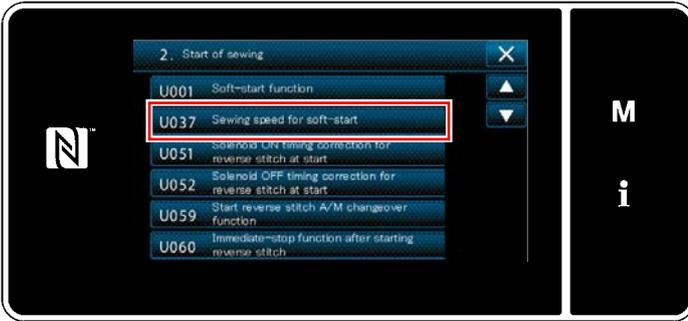 2. Start of sewing
U001 Soft-start function
U037 Sewing speed for soft-start
U051 Solenoid ON timing correction for
reverse stitch at start
U052 Solenoid OFF timing correction for
reverse stitch at start
U059 Start reverse stitch A/M changeover
function
U060 Immediate-stop function after starting
reverse stitch
N
M
i